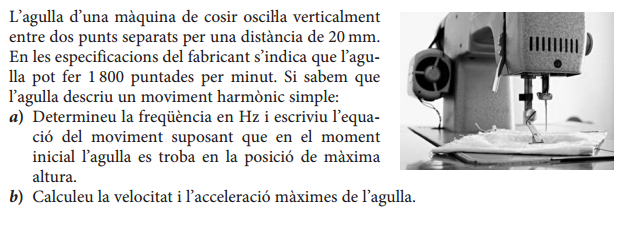 L’agulla d’una màquina de cosir oscil·la verticalment
entre dos punts separats per una distància de 20 mm.
En les especificacions del fabricant s’indica que l’agu-
lla pot fer 1 800 puntades per minut. Si sabem que
l’agulla descriu un moviment harmònic simple:
a) Determineu la freqüència en Hz i escriviu l’equa-
ció del moviment suposant que en el moment
inicial l’agulla es troba en la posició de màxima
altura.
b) Calculeu la velocitat i l’acceleració màximes de l’agulla.